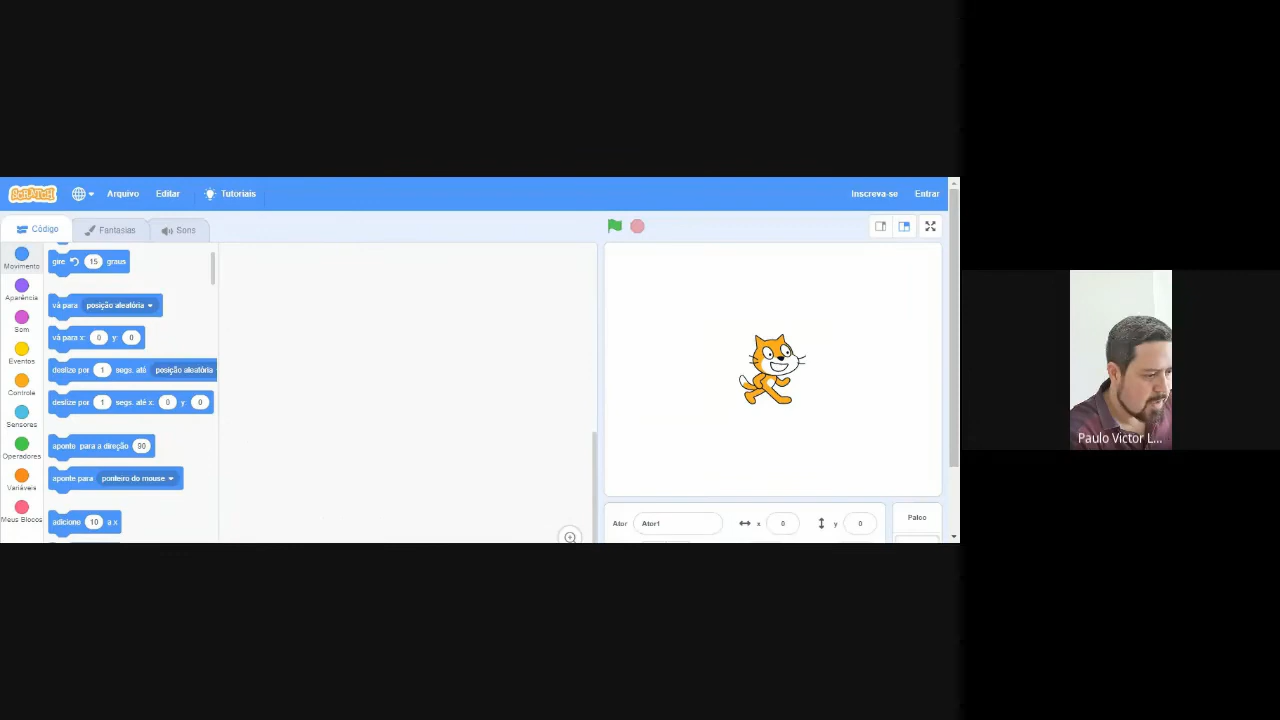 SCRATCH Arquivo Editar Tutoriais Inscreva-se Entrar
Código Fantasias Sons
Movimento
Aparência
Som
Eventos
Controle
Sensores
Operadores
Variáveis
Meus Blocos
gire 15 graus
vá para posição aleatória
vá para x: 0 y: 0
deslize por 1 segs. até posição aleatória
deslize por 1 segs. até x: 0 y: 0
aponte para a direção 90
aponte para ponteiro do mouse
adicione 10 a x
Ator Ator1 x 0 y 0
Palco
Paulo Victor L...